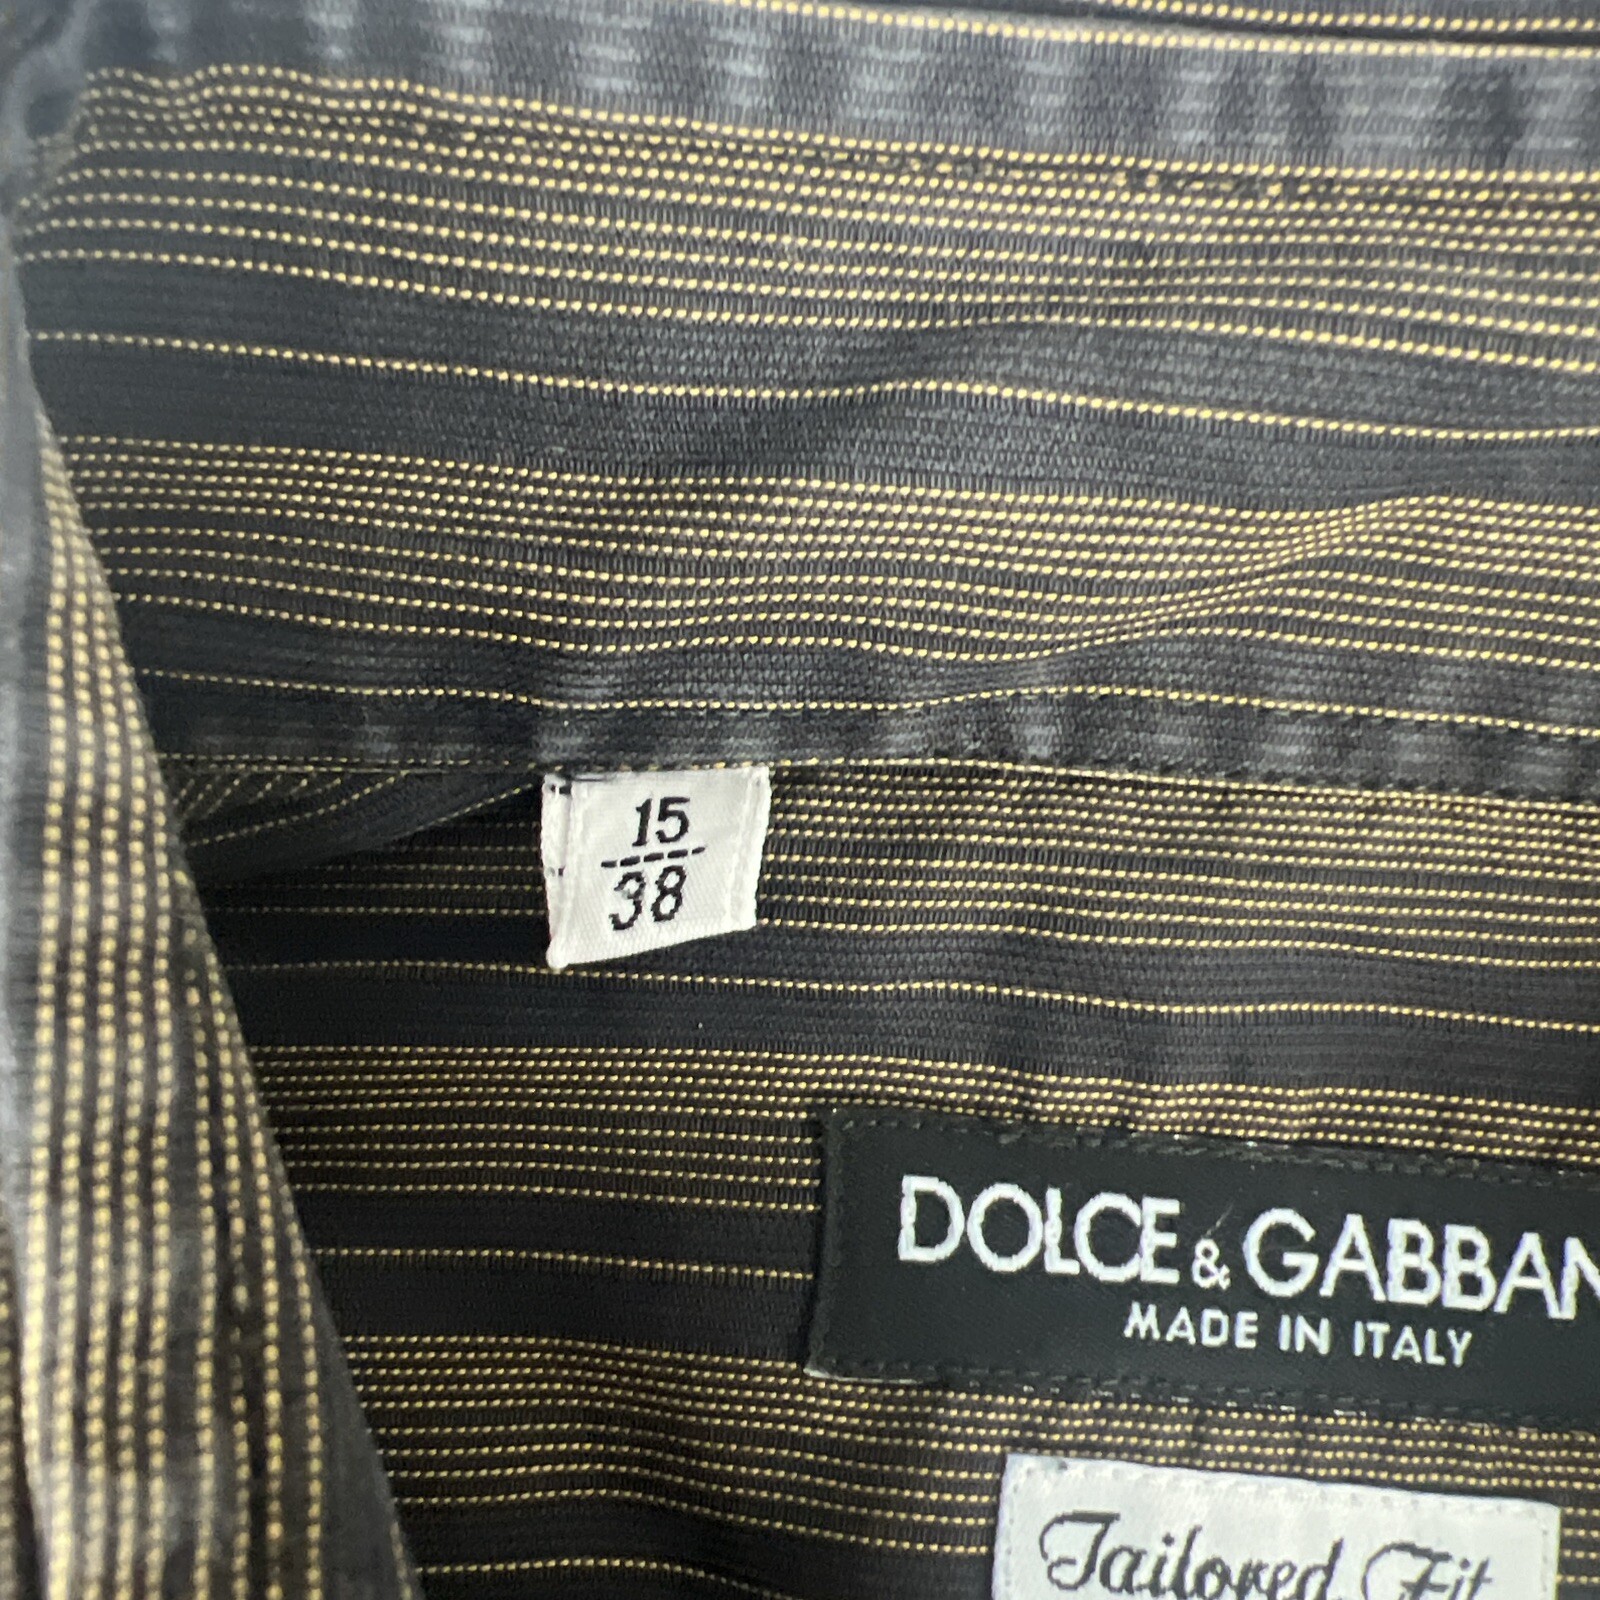 15
38
DOLCE & GABBAN
MADE IN ITALY
Tailored Fit